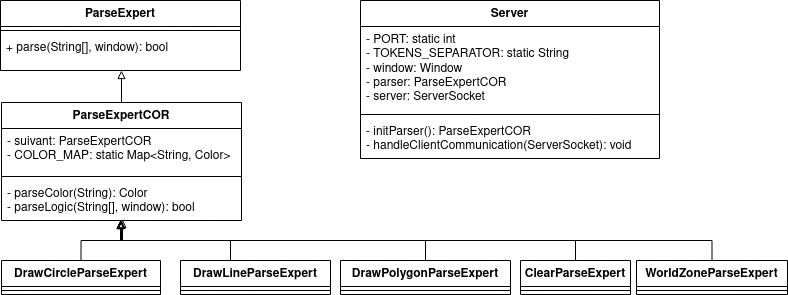 ParseExpert
+ parse(String[], window): bool
ParseExpertCOR
- suivant: ParseExpertCOR
- COLOR_MAP: static Map<String, Color>
- parseColor(String): Color
- parseLogic(String[], window): bool
Server
- PORT: static int
- TOKENS_SEPARATOR: static String
- window: Window
- parser: ParseExpertCOR
- server: ServerSocket
- initParser(): ParseExpertCOR
- handleClientCommunication(ServerSocket): void
DrawCircleParseExpert
DrawLineParseExpert
DrawPolygonParseExpert
ClearParseExpert
WorldZoneParseExpert